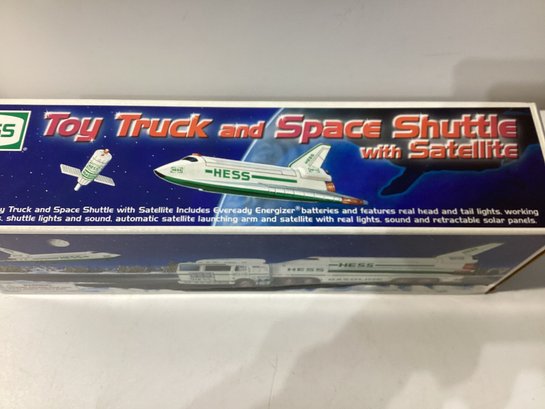 SS
Toy Truck and Space Shuttle
with Satellite
HESS
y Truck and Space Shuttle with Satellite Includes Eveready Energizer® batteries and features real head and tail lights, working
s, shuttle lights and sound, automatic satellite launching arm and satellite with real lights, sound and retractable solar panels.
HESS
HESS
GASOLINE